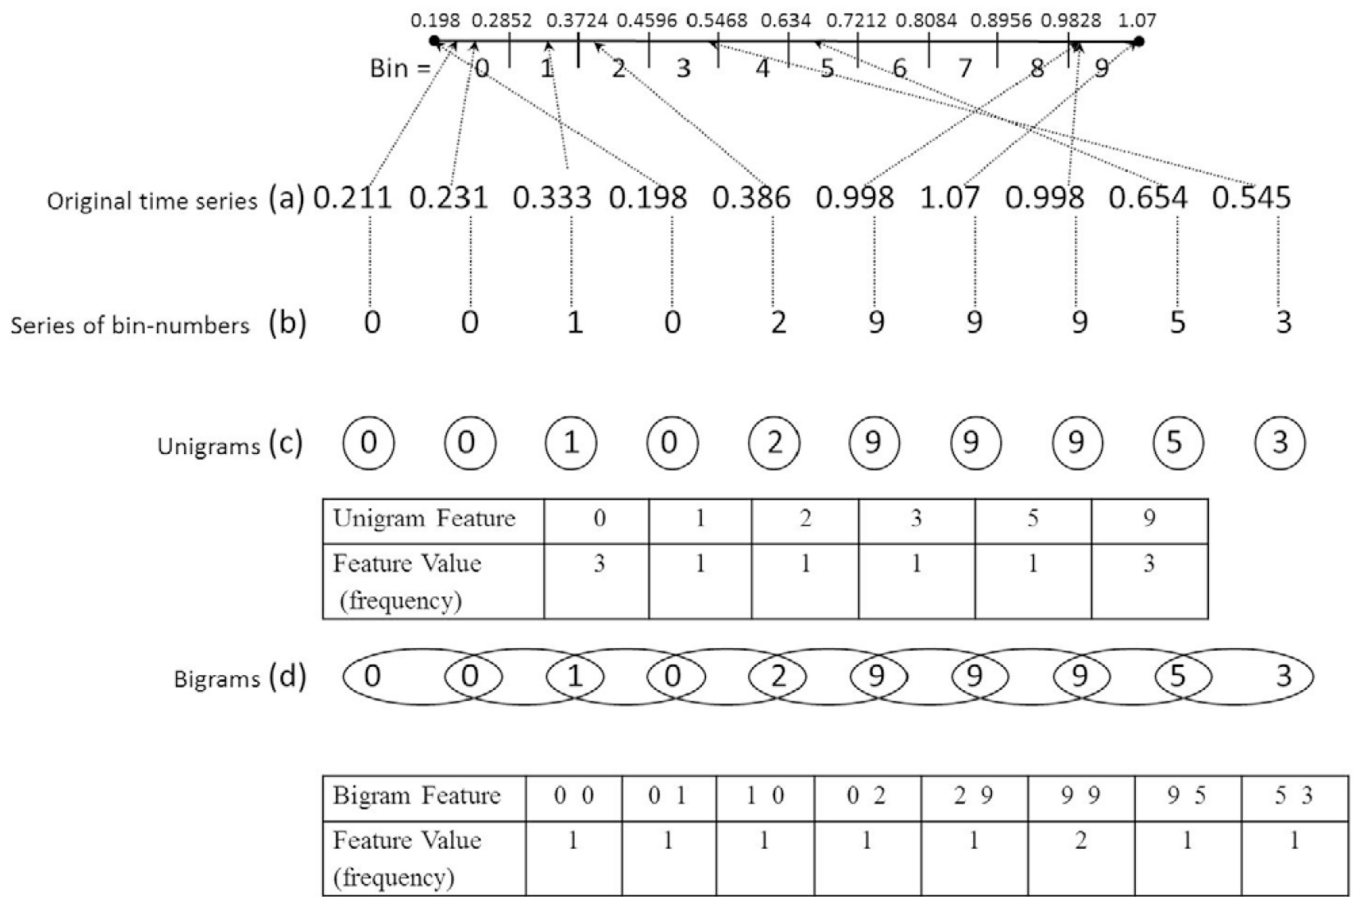 0.198 0.2852 0.3724 0.4596 0.5468 0.634 0.7212 0.8084 0.8956 0.9828 1.07
Bin = 0 1 2 3 4 5 6 7 8 9
Original time series (a) 0.211 0.231 0.333 0.198 0.386 0.998 1.07 0.998 0.654 0.545
Series of bin-numbers (b) 0 0 1 0 2 9 9 9 5 3
Unigrams (c) 0 0 1 0 2 9 9 9 5 3
Unigram Feature 0 1 2 3 5 9
Feature Value 3 1 1 1 1 3
(frequency)
Bigrams (d) 0 0 1 0 2 9 9 9 5 3
Bigram Feature 0 0 0 1 1 0 0 2 2 9 9 9 9 5 5 3
Feature Value 1 1 1 1 1 2 1 1
(frequency)